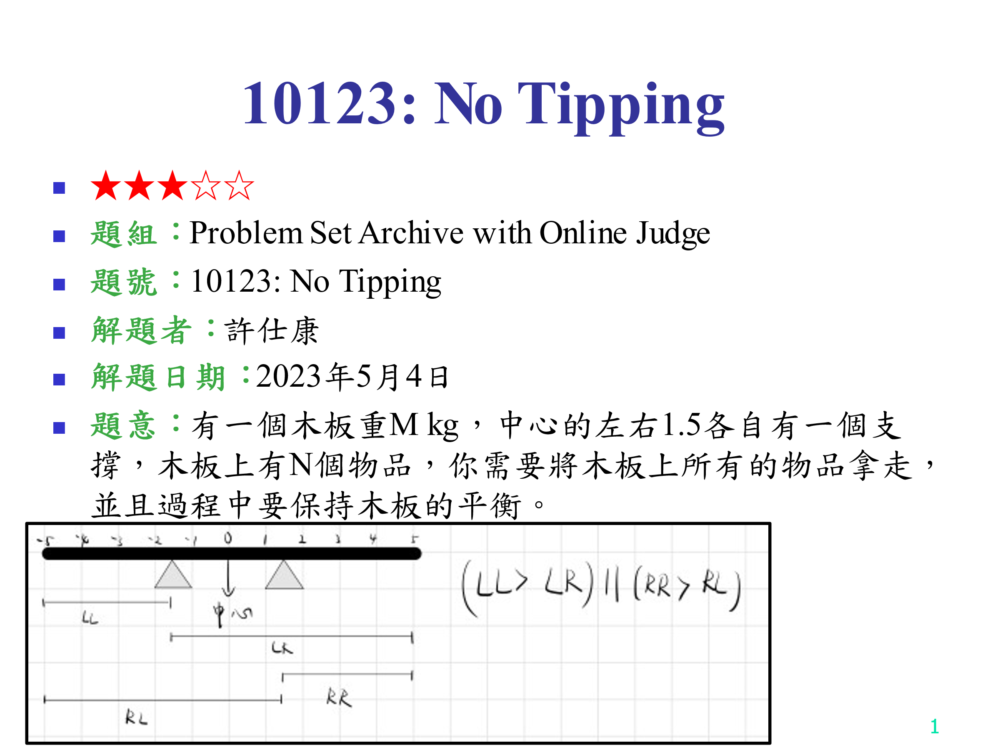 10123: No Tipping
★★★☆☆
題組：Problem Set Archive with Online Judge
題號：10123: No Tipping
解題者：許仕康
解題日期：2023年5月4日
題意：有一個木板重M kg，中心的左右1.5各自有一個支
撐，木板上有N個物品，你需要將木板上所有的物品拿走，
並且過程中要保持木板的平衡。
-5 -4 -3 -2 -1 0 1 2 3 4 5
(LL > LR) || (RR > RL)
LL
中心
LR
RR
RL
1